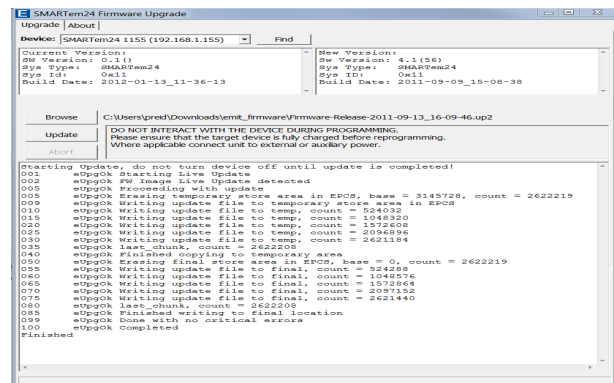 SMARTem24 Firmware Upgrade
Upgrade About
Device: SMARTem24 1155 (192.168.1.155) Find
Current Version:
SW Version: 0.1()
Sys Type: SMARTem24
Sys Id: 0x11
Build Date: 2012-01-13_11-36-13
New Version:
Sw Version: 4.1(56)
Sys Type: SMARTem24
Sys ID: 0x11
Build Date: 2011-09-09_15-08-38
Browse C:\Users\preid\Downloads\emit_firmware\Firmware-Release-2011-09-13_16-09-46.up2
Update
Abort
DO NOT INTERACT WITH THE DEVICE DURING PROGRAMMING.
Please ensure that the target device is fully charged before reprogramming.
Where applicable connect unit to external or auxiliary power.
Starting Update, do not turn device off until update is completed!
001 eUpgOk Starting Live Update
002 eUpgOk FW Image Live Update detected
005 eUpgOk Proceeding with update
005 eUpgOk Erasing temporary store area in EPCS, base = 3145728, count = 2622219
009 eUpgOk Writing update file to temporary store area in EPCS
010 eUpgOk Writing update file to temp, count = 524032
015 eUpgOk Writing update file to temp, count = 1048320
020 eUpgOk Writing update file to temp, count = 1572608
025 eUpgOk Writing update file to temp, count = 2096896
030 eUpgOk Writing update file to temp, count = 2621184
035 eUpgOk last_chunk, count = 2622208
040 eUpgOk Finished copying to temporary area
050 eUpgOk Erasing final store area in EPCS, base = 0, count = 2622219
055 eUpgOk Writing update file to final, count = 524288
060 eUpgOk Writing update file to final, count = 1048576
065 eUpgOk Writing update file to final, count = 1572864
070 eUpgOk Writing update file to final, count = 2097152
075 eUpgOk Writing update file to final, count = 2621440
080 eUpgOk last_chunk, count = 2622208
085 eUpgOk Finished writing to final location
099 eUpgOk Done with no critical errors
100 eUpgOk Completed
Finished